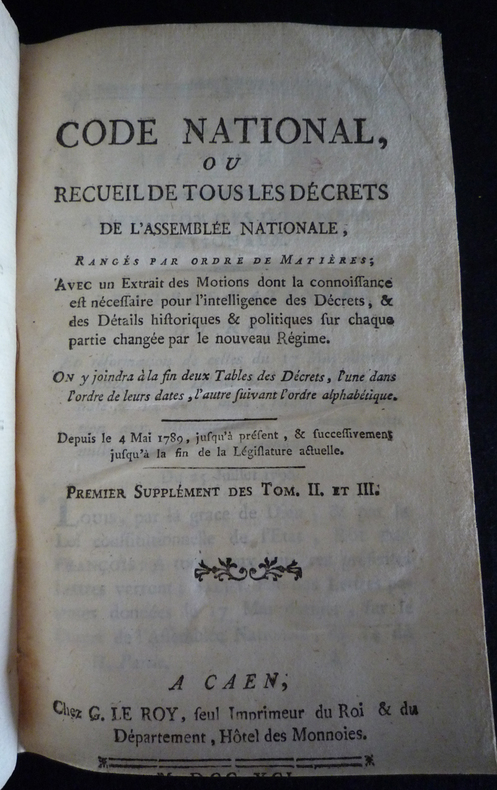 CODE NATIONAL,
OU
RECUEIL DE TOUS LES DÉCRETS
DE L'ASSEMBLÉE NATIONALE,
RANGÉS PAR ORDRE DE MATIÈRES;
AVEC un Extrait des Motions dont la connoiſſance
eſt néceſſaire pour l'intelligence des Décrets, &
des Détails hiſtoriques & politiques ſur chaque
partie changée par le nouveau Régime.
ON y joindra à la fin deux Tables des Décrets, l'une dans
l'ordre de leurs dates, l'autre ſuivant l'ordre alphabétique.
Depuis le 4 Mai 1789, juſqu'à préſent, & ſucceſſivement
juſqu'à la fin de la Légiſlature actuelle.
PREMIER SUPPLÉMENT DES TOM. II. ET III.
A CAEN,
Chez G. LE ROY, ſeul Imprimeur du Roi & du
Département, Hôtel des Monnoies.